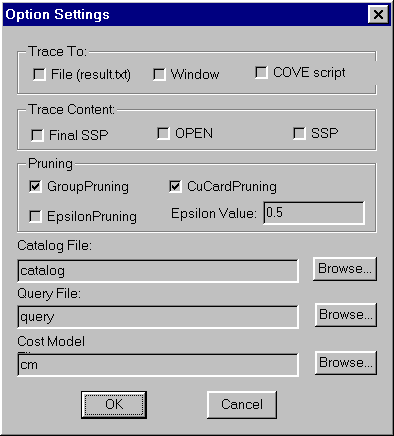 Option Settings
Trace To:
File (result.txt) Window COVE script
Trace Content:
Final SSP OPEN SSP
Pruning
GroupPruning CuCardPruning
EpsilonPruning Epsilon Value: 0.5
Catalog File:
catalog Browse...
Query File:
query Browse...
Cost Model
cm Browse...
OK Cancel